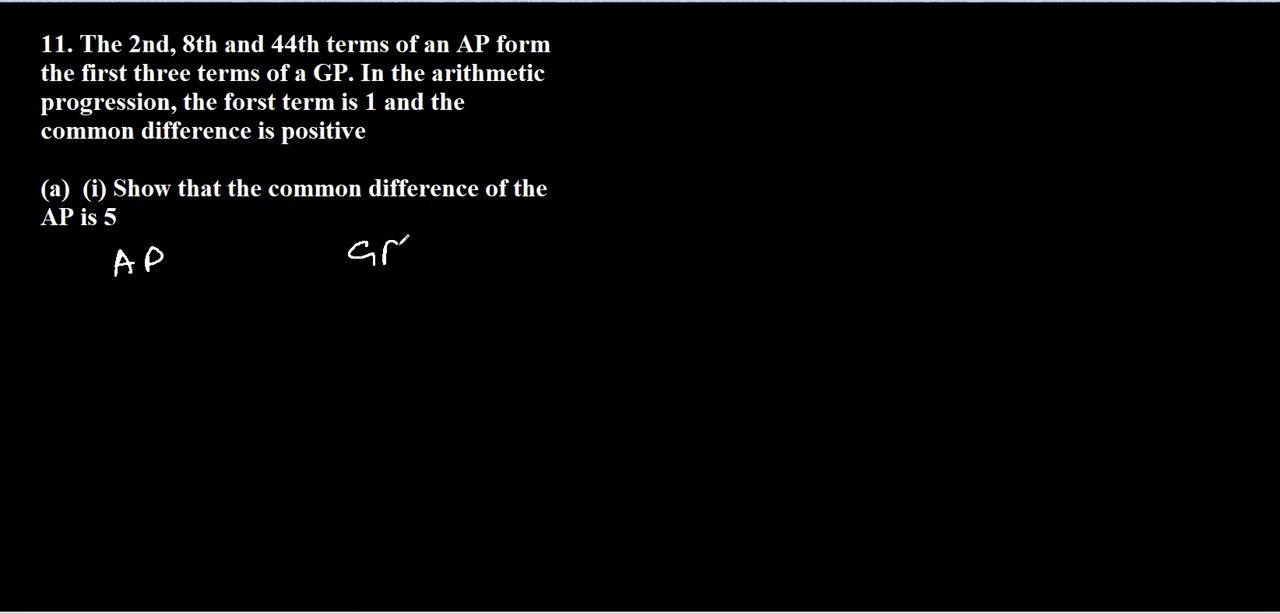 11. The 2nd, 8th and 44th terms of an AP form
the first three terms of a GP. In the arithmetic
progression, the forst term is 1 and the
common difference is positive
(a) (i) Show that the common difference of the
AP is 5
AP GP